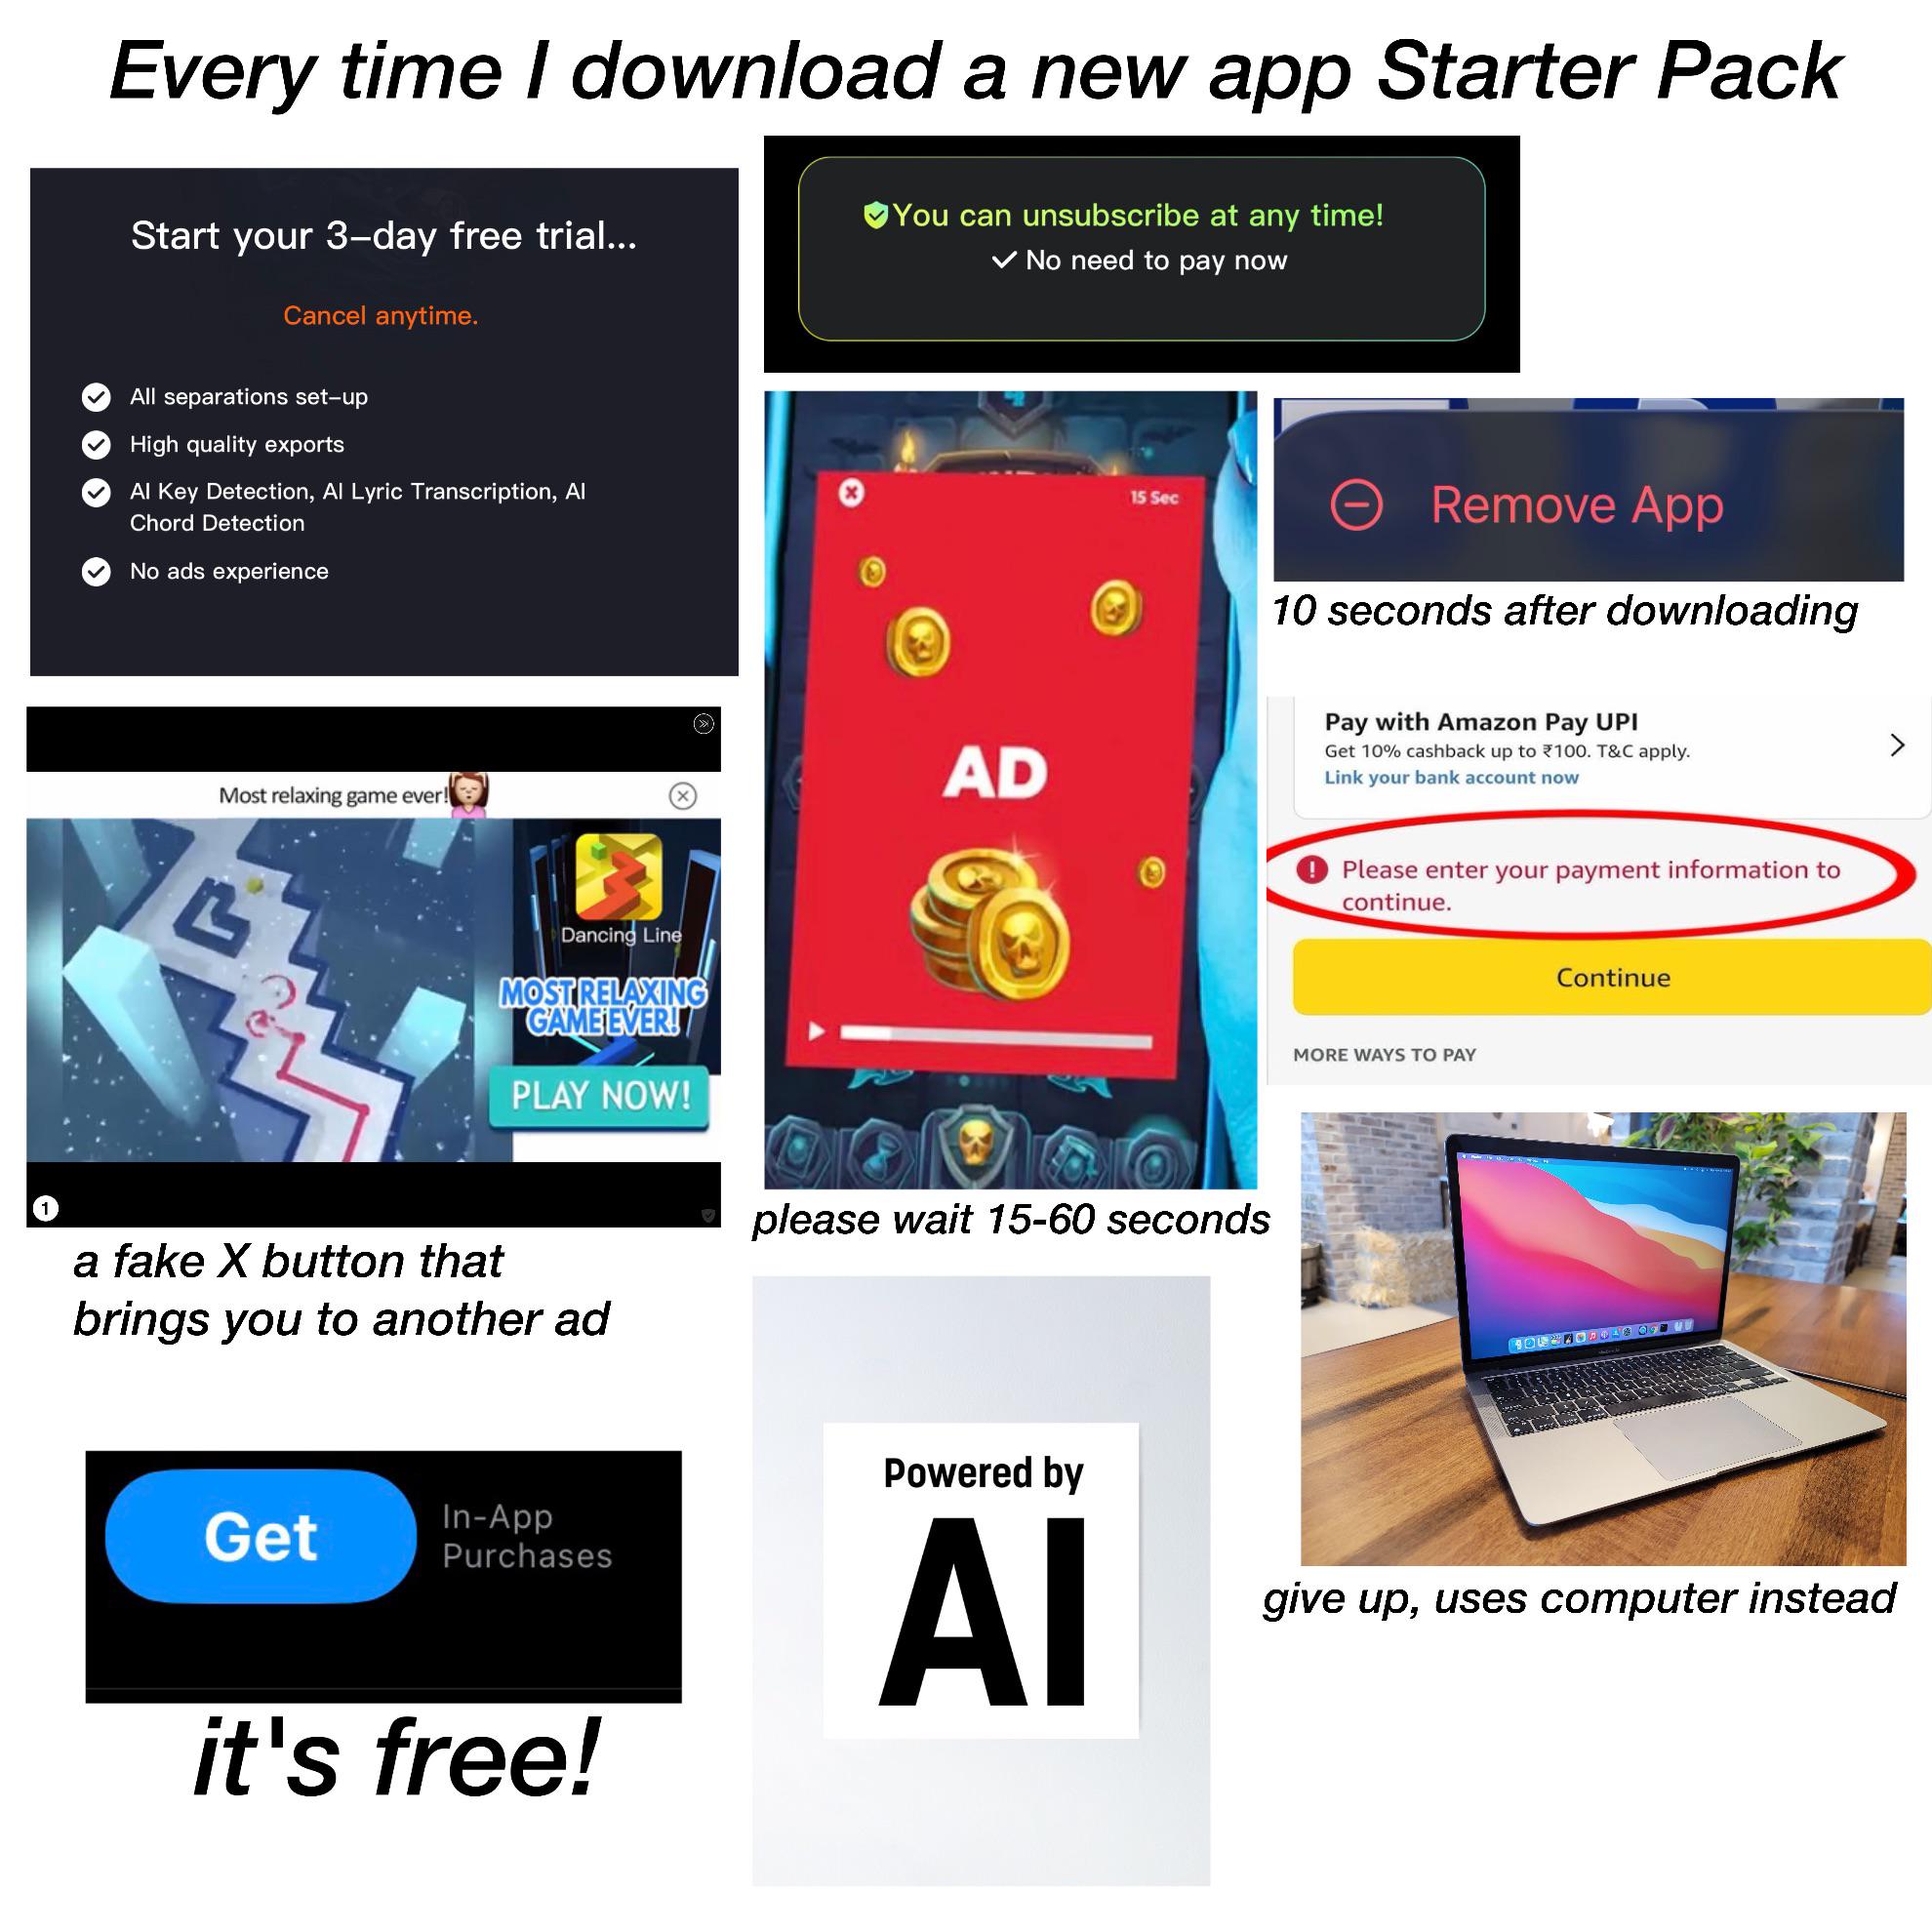 Every time I download a new app Starter Pack
Start your 3-day free trial...
Cancel anytime.
All separations set-up
High quality exports
AI Key Detection, AI Lyric Transcription, AI
Chord Detection
No ads experience
You can unsubscribe at any time!
No need to pay now
15 Sec
AD
please wait 15-60 seconds
Remove App
10 seconds after downloading
Most relaxing game ever!
Dancing Line
MOST RELAXING
GAME EVER!
PLAY NOW!
1
a fake X button that
brings you to another ad
Pay with Amazon Pay UPI
Get 10% cashback up to ₹100. T&C apply.
Link your bank account now
Please enter your payment information to
continue.
Continue
MORE WAYS TO PAY
give up, uses computer instead
Get
In-App
Purchases
it's free!
Powered by
AI